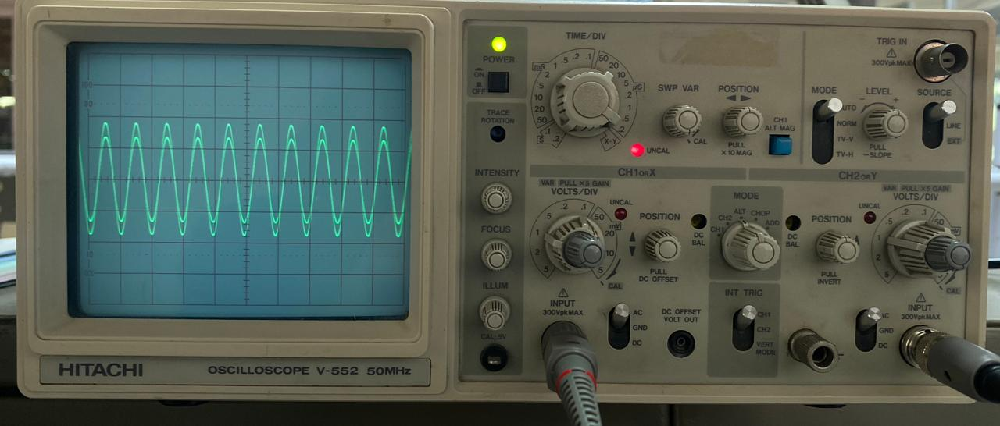 100
80
10
HITACHI
OSCILLOSCOPE V-552 50MHz
POWER
ON
OFF
TRACE
ROTATION
INTENSITY
FOCUS
ILLUM
CAL .5V
TIME/DIV
mS
.5 .2 .1 50 20 10 5 2 1 .5 .2
µS
1 2 5 10 20 50 .1 .2
S
X-Y
UNCAL
SWP VAR
CAL
POSITION
PULL
×10 MAG
CH1
ALT MAG
TRIG IN
300VpkMAX
MODE
AUTO
NORM
TV-V
TV-H
LEVEL
- +
PULL
-SLOPE
SOURCE
LINE
EXT
CH1 OR X
VAR PULL ×5 GAIN
VOLTS/DIV
.5 .2 .1 50
mV
1 2 5 20 10 5
CAL
UNCAL
POSITION
PULL
DC OFFSET
DC
BAL
INPUT
300VpkMAX
AC
GND
DC
DC OFFSET
VOLT OUT
MODE
CH1
CH2
ALT
CHOP
ADD
INT TRIG
CH1
CH2
VERT
MODE
CH2 OR Y
DC
BAL
POSITION
PULL
INVERT
UNCAL
VAR PULL ×5 GAIN
VOLTS/DIV
.5 .2 .1 50
mV
1 2 5
CAL
INPUT
300VpkMAX
AC
GND
DC